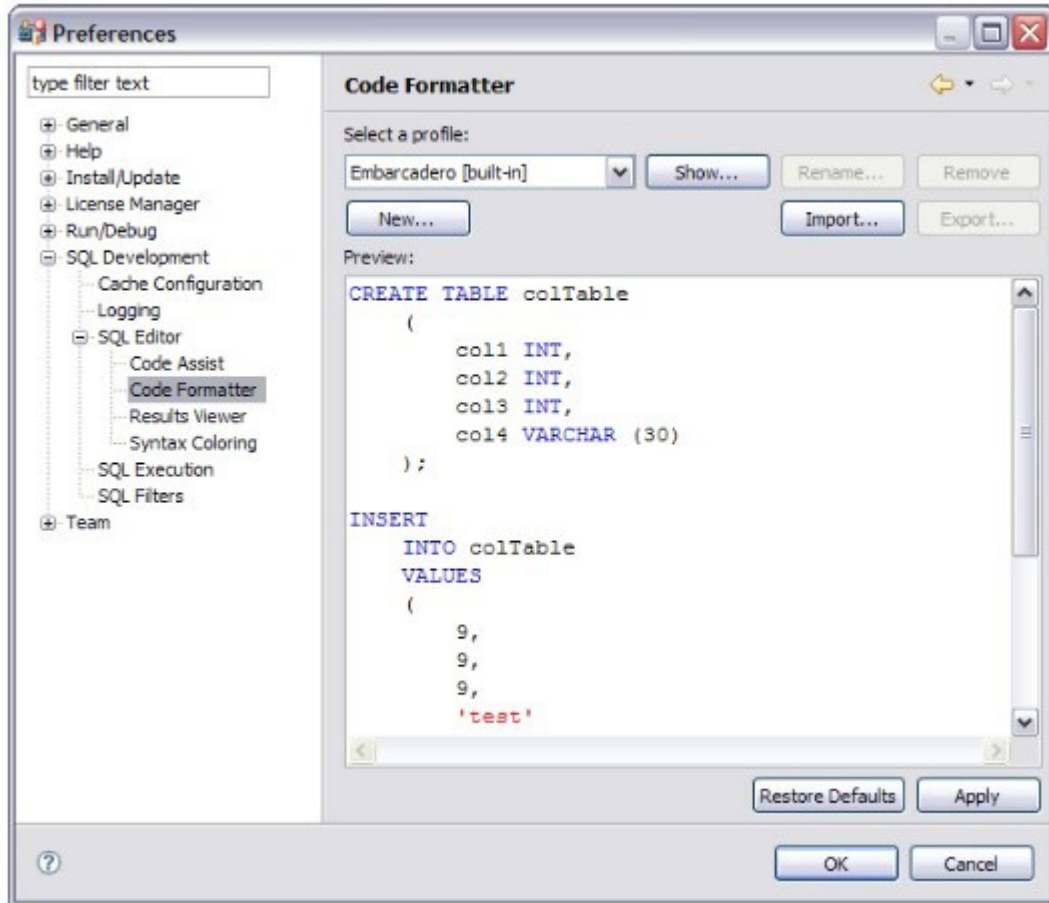 Preferences
type filter text
General
Help
Install/Update
License Manager
Run/Debug
SQL Development
Cache Configuration
Logging
SQL Editor
Code Assist
Code Formatter
Results Viewer
Syntax Coloring
SQL Execution
SQL Filters
Team
Code Formatter
Select a profile:
Embarcadero [built-in] Show... Rename... Remove
New... Import... Export...
Preview:
CREATE TABLE colTable
(
col1 INT,
col2 INT,
col3 INT,
col4 VARCHAR (30)
);
INSERT
INTO colTable
VALUES
(
9,
9,
9,
'test'
Restore Defaults Apply
? OK Cancel